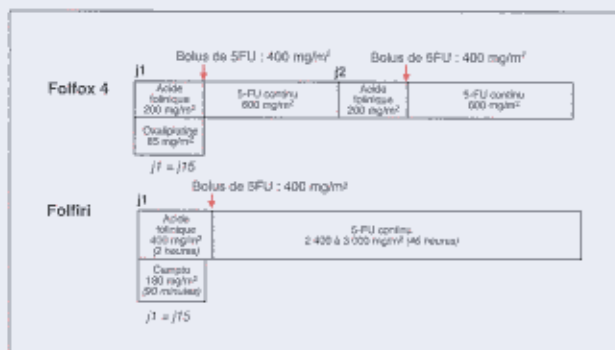 Bolus de 5FU : 400 mg/m²
Bolus de 5FU : 400 mg/m²
j1
j2
Folfox 4
Acide
folinique
200 mg/m²
5-FU continu
600 mg/m²
Acide
folinique
200 mg/m²
5-FU continu
600 mg/m²
Oxaliplatine
85 mg/m²
j1 = j15
Bolus de 5FU : 400 mg/m²
j1
Folfiri
Acide
folinique
400 mg/m²
(2 heures)
5-FU continu
2 400 à 3 000 mg/m² (46 heures)
Campto
180 mg/m²
(90 minutes)
j1 = j15